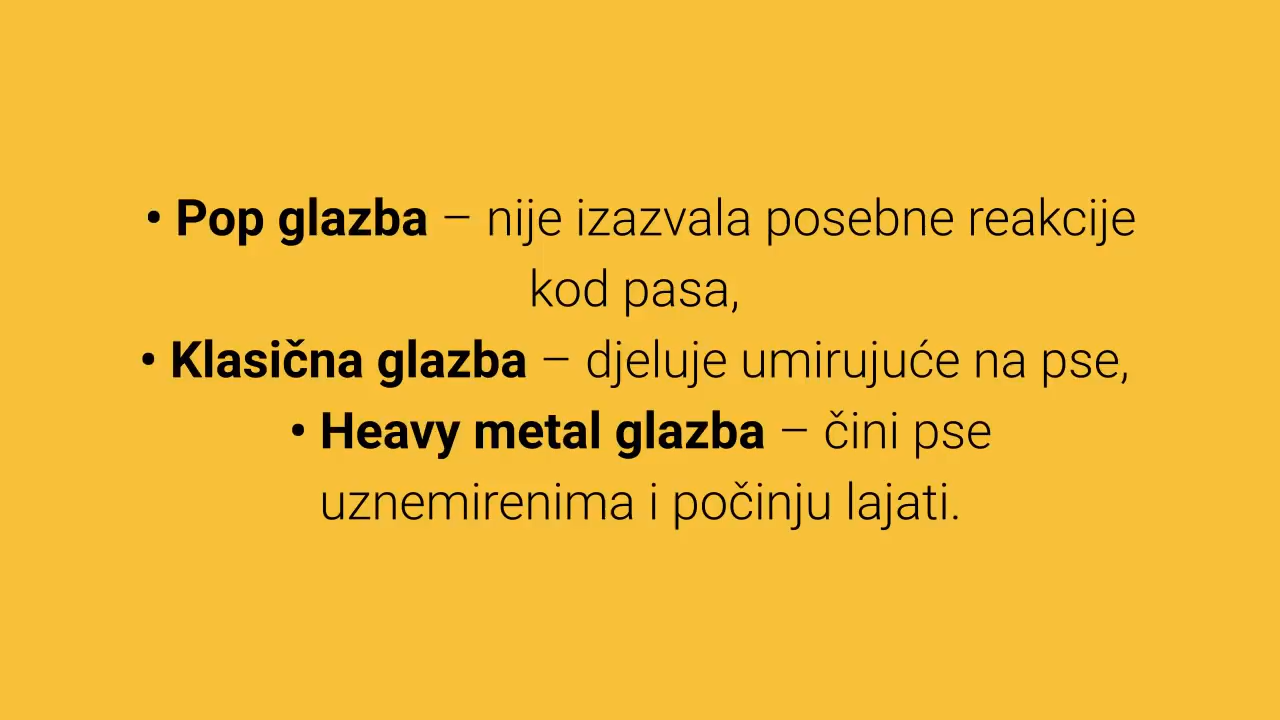 • Pop glazba – nije izazvala posebne reakcije
kod pasa,
• Klasična glazba – djeluje umirujuće na pse,
• Heavy metal glazba – čini pse
uznemirenima i počinju lajati.